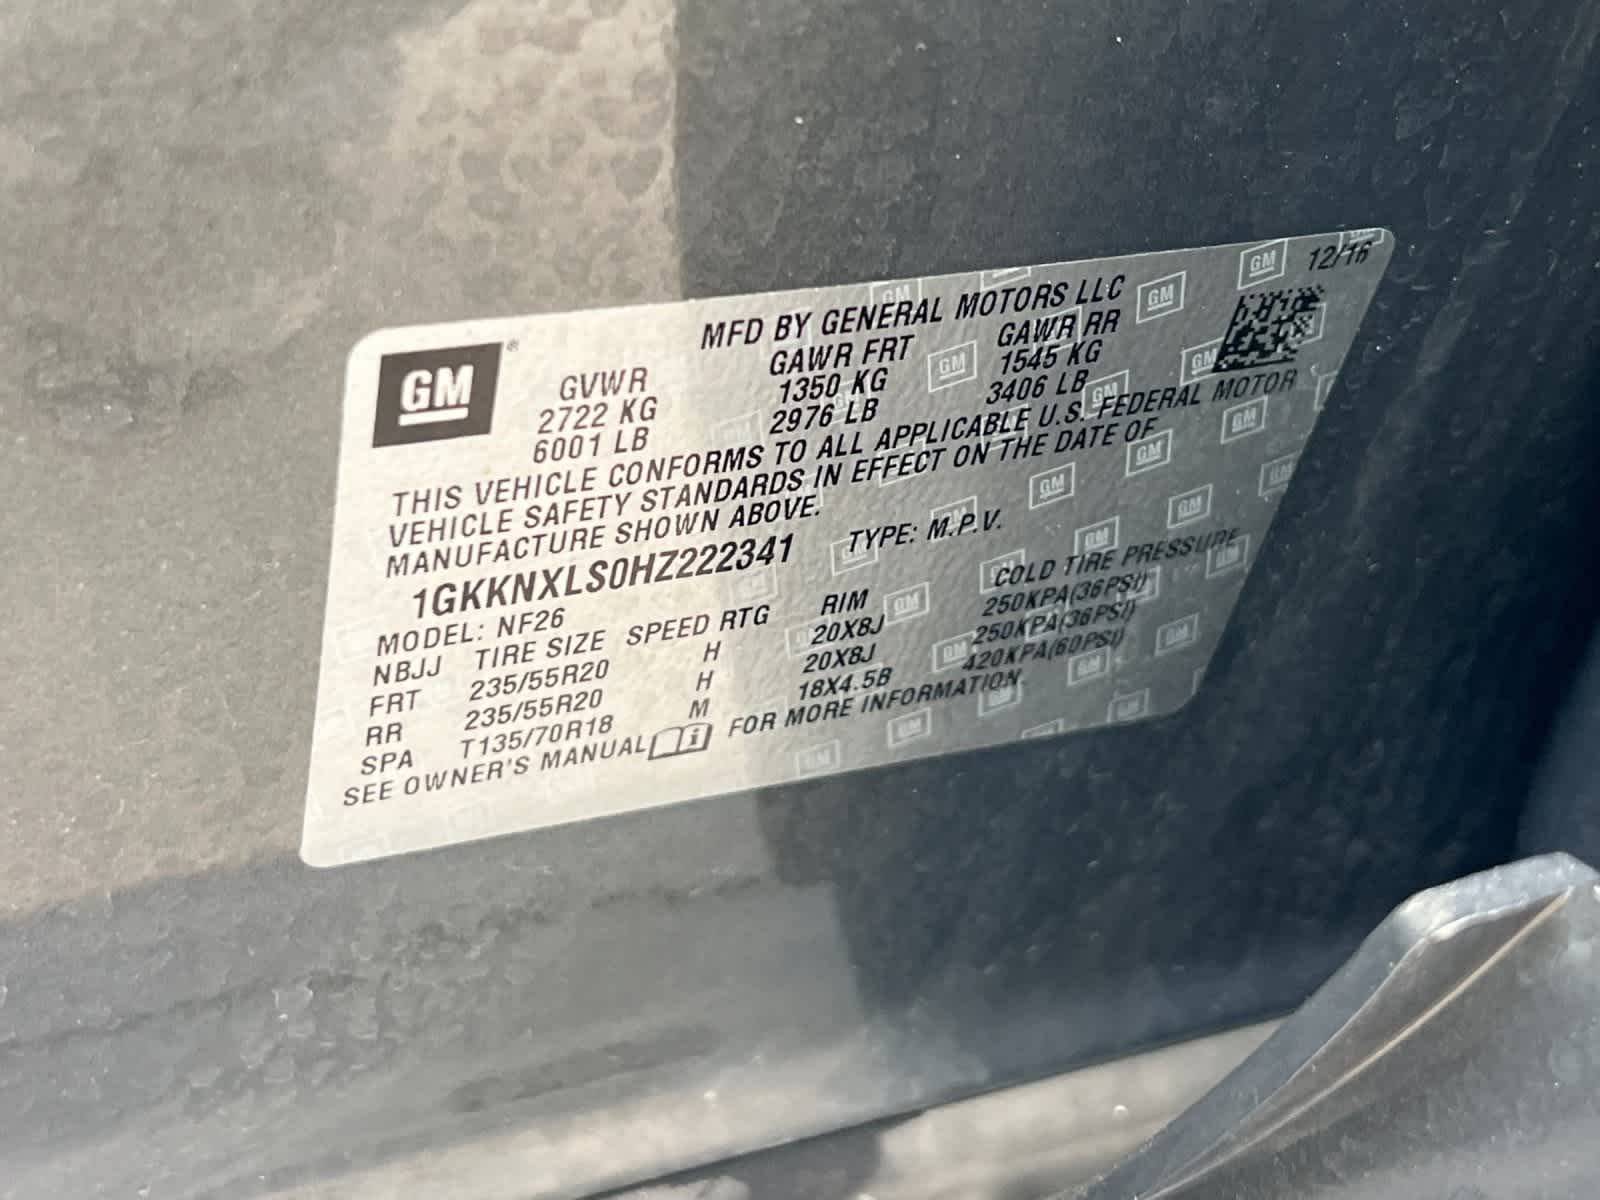 12/16
MFD BY GENERAL MOTORS LLC
GM
GVWR GAWR FRT GAWR RR
2722 KG 1350 KG 1545 KG
6001 LB 2976 LB 3406 LB
THIS VEHICLE CONFORMS TO ALL APPLICABLE U.S. FEDERAL MOTOR
VEHICLE SAFETY STANDARDS IN EFFECT ON THE DATE OF
MANUFACTURE SHOWN ABOVE.
1GKKNXLS0HZ222341 TYPE: M.P.V.
MODEL: NF26
NBJJ TIRE SIZE SPEED RTG RIM COLD TIRE PRESSURE
FRT 235/55R20 H 20X8J 250KPA(36PSI)
RR 235/55R20 H 20X8J 250KPA(36PSI)
SPA T135/70R18 M 18X4.5B 420KPA(60PSI)
SEE OWNER'S MANUAL FOR MORE INFORMATION.